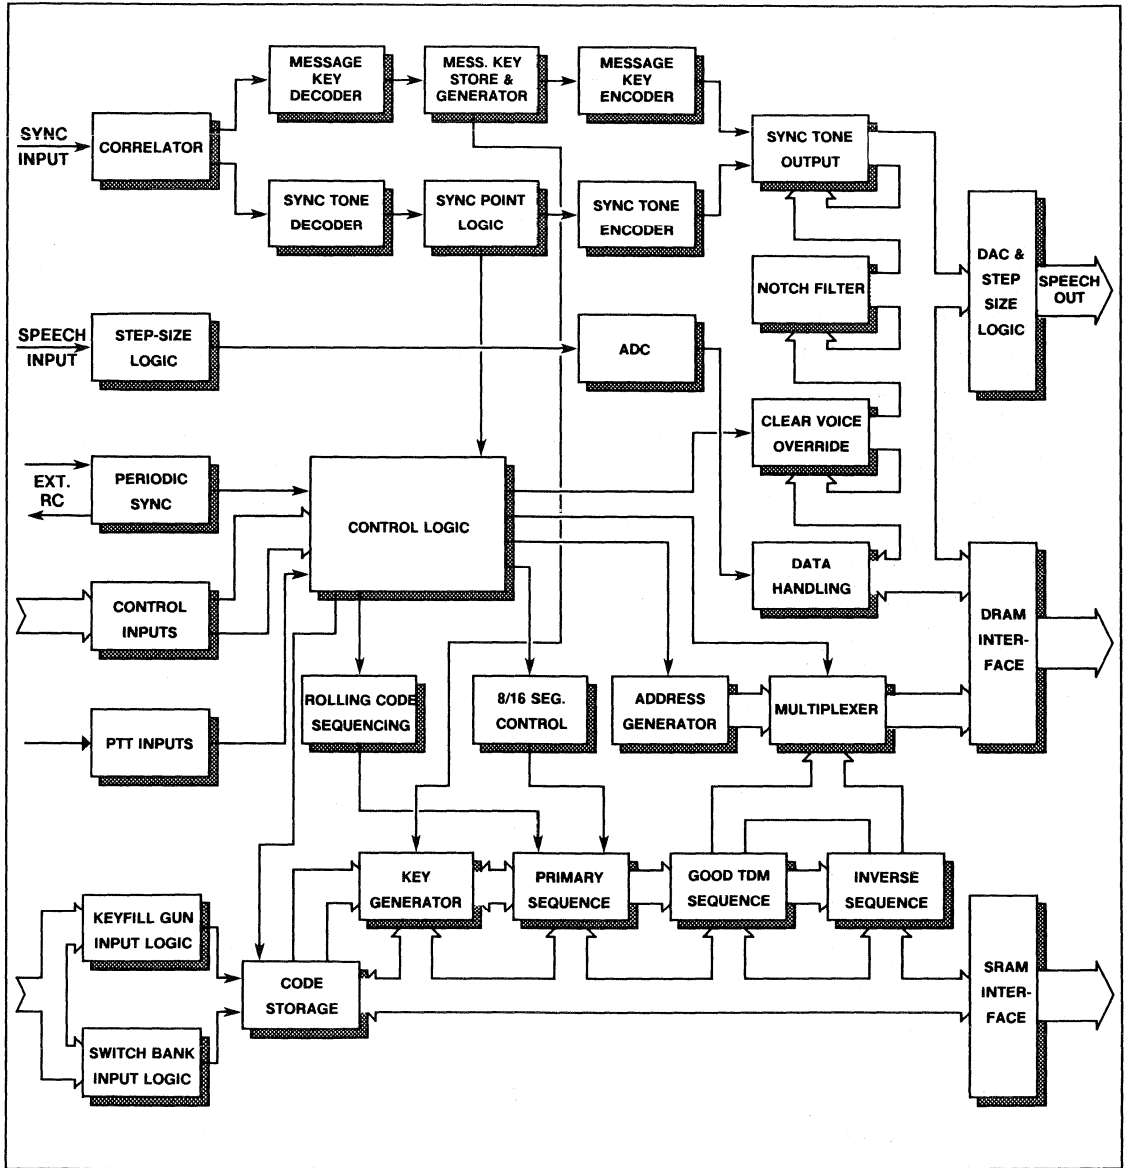 MESSAGE
KEY
DECODER
MESS. KEY
STORE &
GENERATOR
MESSAGE
KEY
ENCODER
SYNC
INPUT
CORRELATOR
SYNC TONE
OUTPUT
SYNC TONE
DECODER
SYNC POINT
LOGIC
SYNC TONE
ENCODER
DAC &
STEP
SIZE
LOGIC
SPEECH
OUT
NOTCH FILTER
SPEECH
INPUT
STEP-SIZE
LOGIC
ADC
CLEAR VOICE
OVERRIDE
EXT.
RC
PERIODIC
SYNC
CONTROL LOGIC
DATA
HANDLING
CONTROL
INPUTS
DRAM
INTER-
FACE
ROLLING CODE
SEQUENCING
8/16 SEG.
CONTROL
ADDRESS
GENERATOR
MULTIPLEXER
PTT INPUTS
KEY
GENERATOR
PRIMARY
SEQUENCE
GOOD TDM
SEQUENCE
INVERSE
SEQUENCE
KEYFILL GUN
INPUT LOGIC
CODE
STORAGE
SRAM
INTER-
FACE
SWITCH BANK
INPUT LOGIC